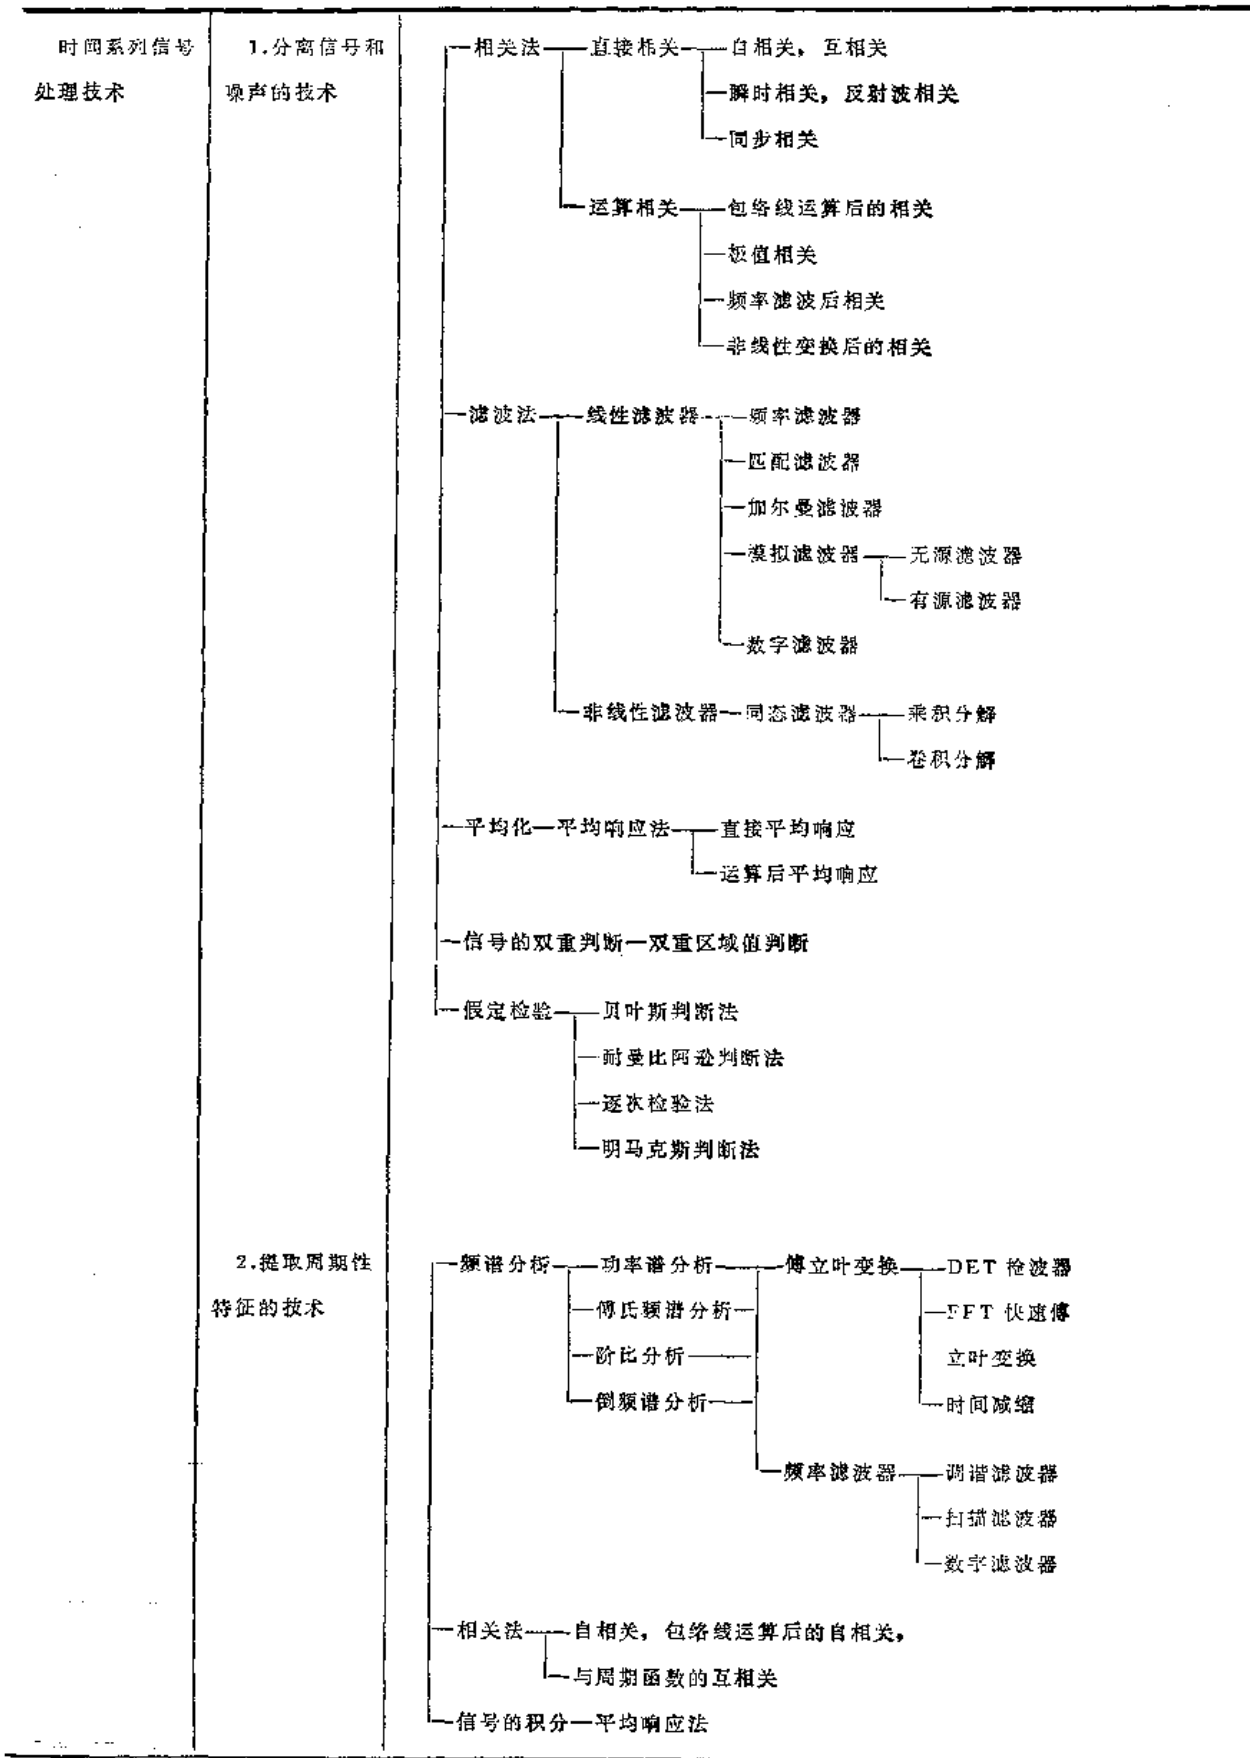 时间系列信号 1.分离信号和 相关法 直接相关 自相关，互相关
处理技术 噪声的技术 瞬时相关，反射波相关
同步相关
运算相关 包络线运算后的相关
极值相关
频率滤波后相关
非线性变换后的相关
滤波法 线性滤波器 频率滤波器
匹配滤波器
加尔曼滤波器
模拟滤波器 无源滤波器
有源滤波器
数字滤波器
非线性滤波器 同态滤波器 乘积分解
卷积分解
平均化 平均响应法 直接平均响应
运算后平均响应
信号的双重判断 双重区域值判断
假定检验 贝叶斯判断法
耐曼比阿逊判断法
逐次检验法
明马克斯判断法
2.提取周期性 频谱分析 功率谱分析 傅立叶变换 DET 检波器
特征的技术 傅氏频谱分析 FFT 快速傅
阶比分析 立叶变换
倒频谱分析 时间减缩
频率滤波器 调谐滤波器
扫描滤波器
数字滤波器
相关法 自相关，包络线运算后的自相关，
与周期函数的互相关
信号的积分 平均响应法